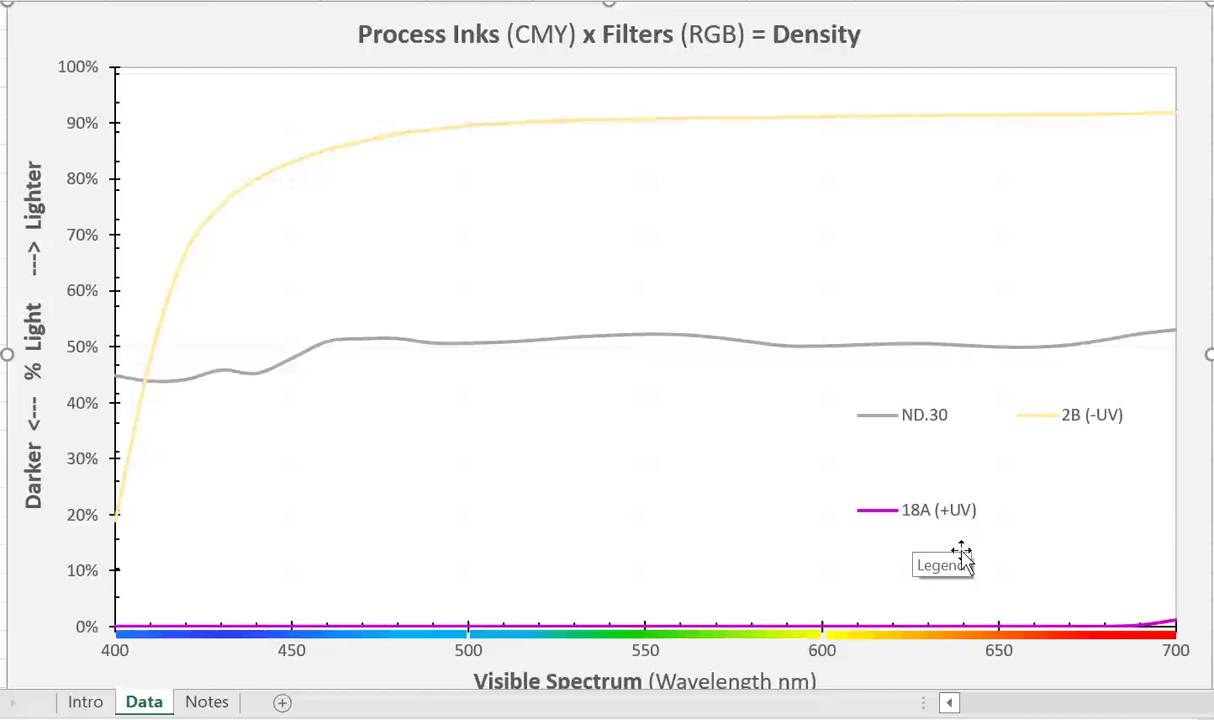 Process Inks (CMY) x Filters (RGB) = Density
100%
90%
80%
70%
60%
50%
40%
30%
20%
10%
0%
Darker <--- % Light ---> Lighter
ND.30
2B (-UV)
18A (+UV)
Legend
400 450 500 550 600 650 700
Visible Spectrum (Wavelength nm)
Intro Data Notes